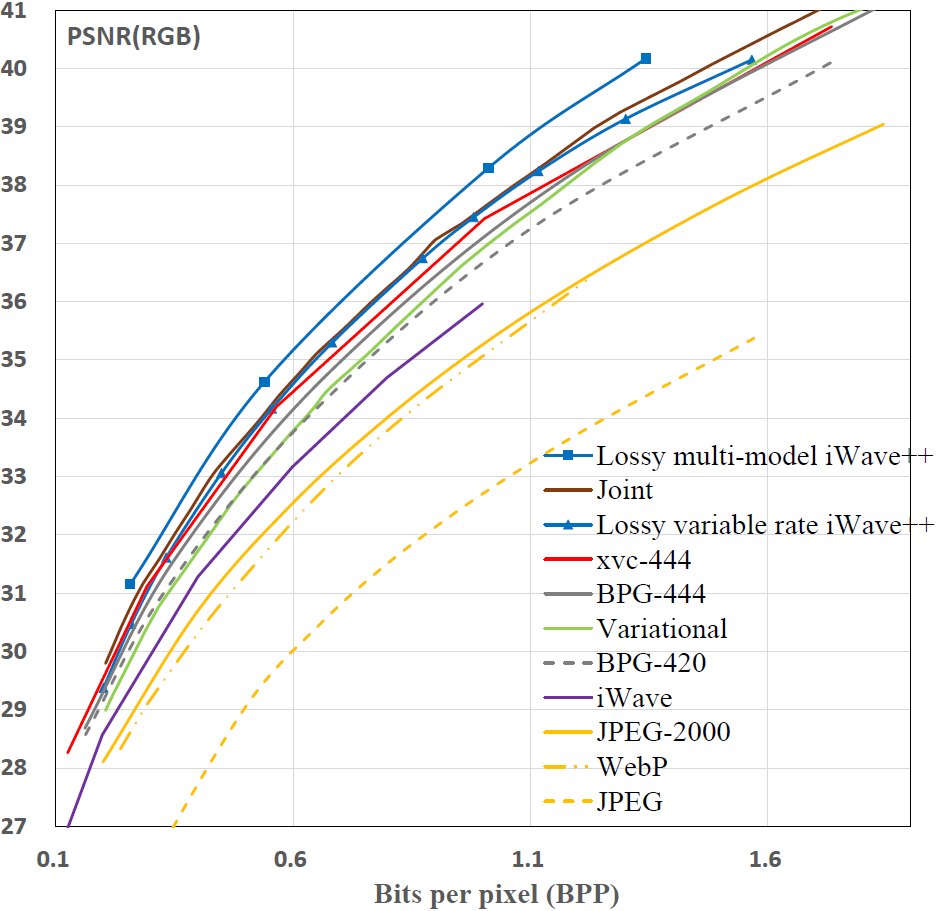 PSNR(RGB)
41
40
39
38
37
36
35
34
33
32
31
30
29
28
27
Lossy multi-model iWave++
Joint
Lossy variable rate iWave++
xvc-444
BPG-444
Variational
BPG-420
iWave
JPEG-2000
WebP
JPEG
0.1 0.6 1.1 1.6
Bits per pixel (BPP)